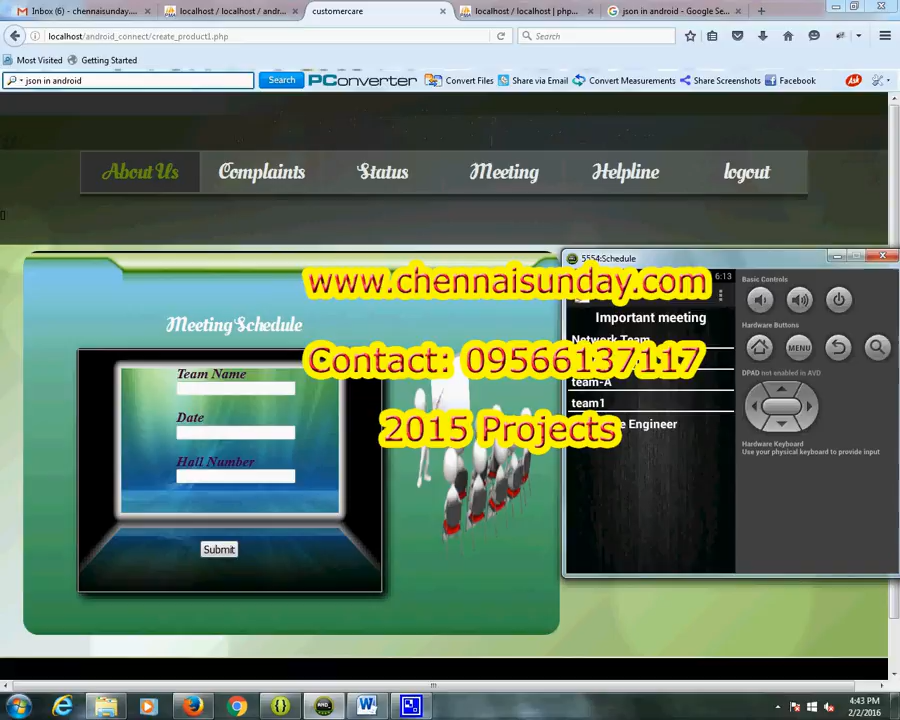 Inbox (6) - chennaisunday....
localhost / localhost / andr...
customercare
localhost / localhost | php...
json in android - Google Se...
localhost/android_connect/create_product1.php
Search
Most Visited
Getting Started
json in android
Search
PConverter
Convert Files
Share via Email
Convert Measurements
Share Screenshots
Facebook
Ask
About Us
Complaints
Status
Meeting
Helpline
logout
www.chennaisunday.com
Contact: 09566137117
2015 Projects
Meeting Schedule
Team Name
Date
Hall Number
Submit
5554:Schedule
6:13
Important meeting
Network Team
team-A
team1
Engineer
Basic Controls
Hardware Buttons
MENU
DPAD not enabled in AVD
Hardware Keyboard
Use your physical keyboard to provide input
4:43 PM
2/2/2016